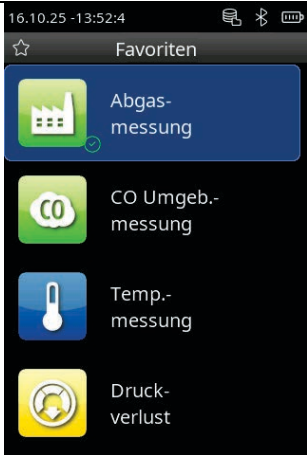 16.10.25 -13:52:4
Favoriten
Abgas-
messung
CO
CO Umgeb.-
messung
Temp.-
messung
Druck-
verlust